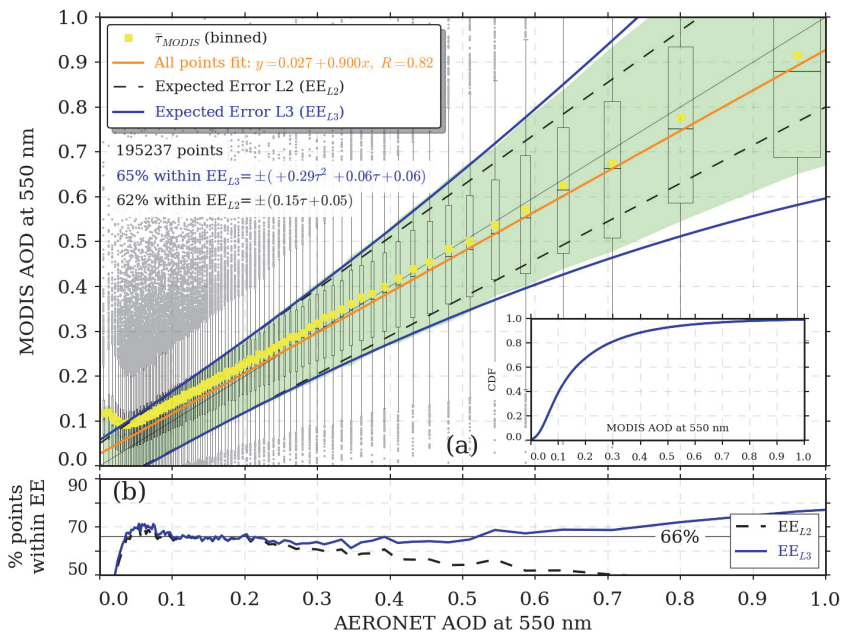 1.0
0.9
0.8
0.7
0.6
0.5
0.4
0.3
0.2
0.1
0.0
MODIS AOD at 550 nm
τ̄_MODIS (binned)
All points fit: y=0.027+0.900x, R=0.82
Expected Error L2 (EE_L2)
Expected Error L3 (EE_L3)
195237 points
65% within EE_L3=±(+0.29τ² +0.06τ+0.06)
62% within EE_L2=±(0.15τ+0.05)
(a)
1.0
0.8
0.6
0.4
0.2
0.0
CDF
MODIS AOD at 550 nm
0.0 0.1 0.2 0.3 0.4 0.5 0.6 0.7 0.8 0.9 1.0
(b)
90
70
50
% points
within EE
66%
EE_L2
EE_L3
0.0 0.1 0.2 0.3 0.4 0.5 0.6 0.7 0.8 0.9 1.0
AERONET AOD at 550 nm